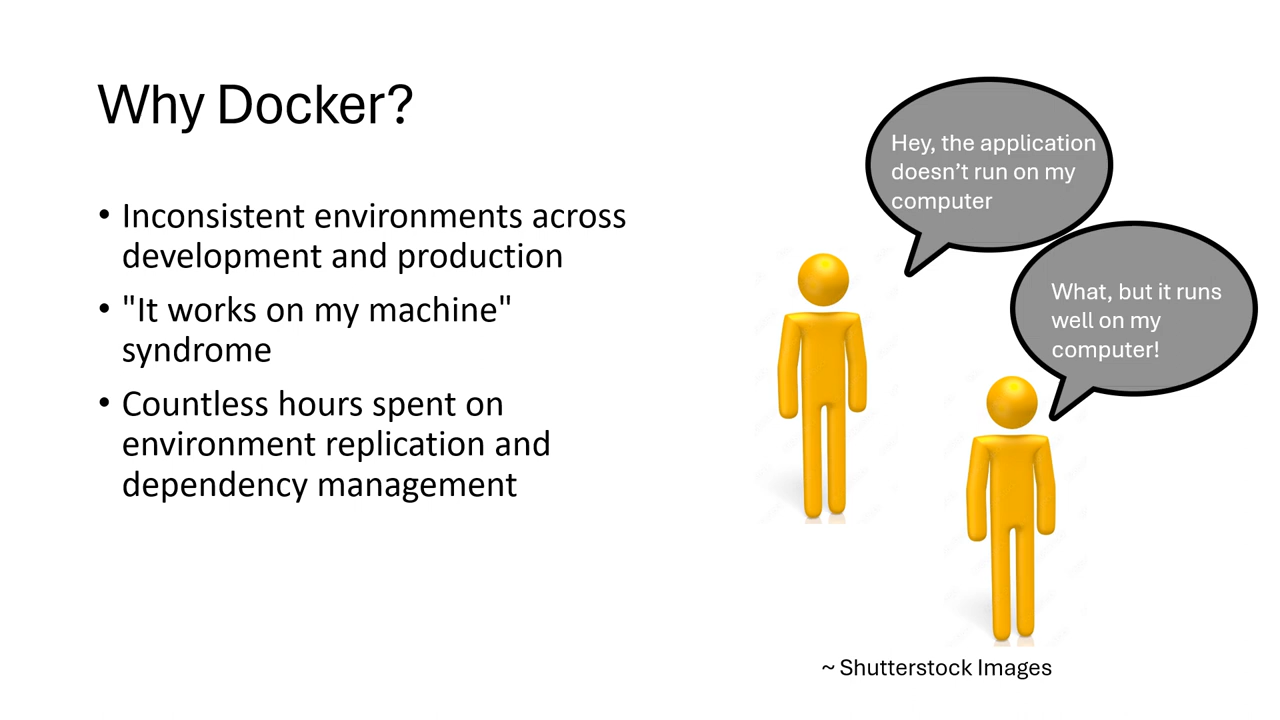 Why Docker?
• Inconsistent environments across
development and production
• "It works on my machine"
syndrome
• Countless hours spent on
environment replication and
dependency management
Hey, the application
doesn’t run on my
computer
What, but it runs
well on my
computer!
~ Shutterstock Images